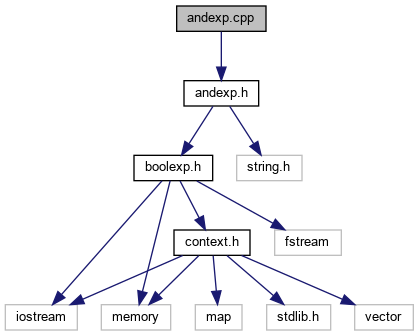 andexp.cpp
andexp.h
boolexp.h
string.h
context.h
fstream
iostream
memory
map
stdlib.h
vector